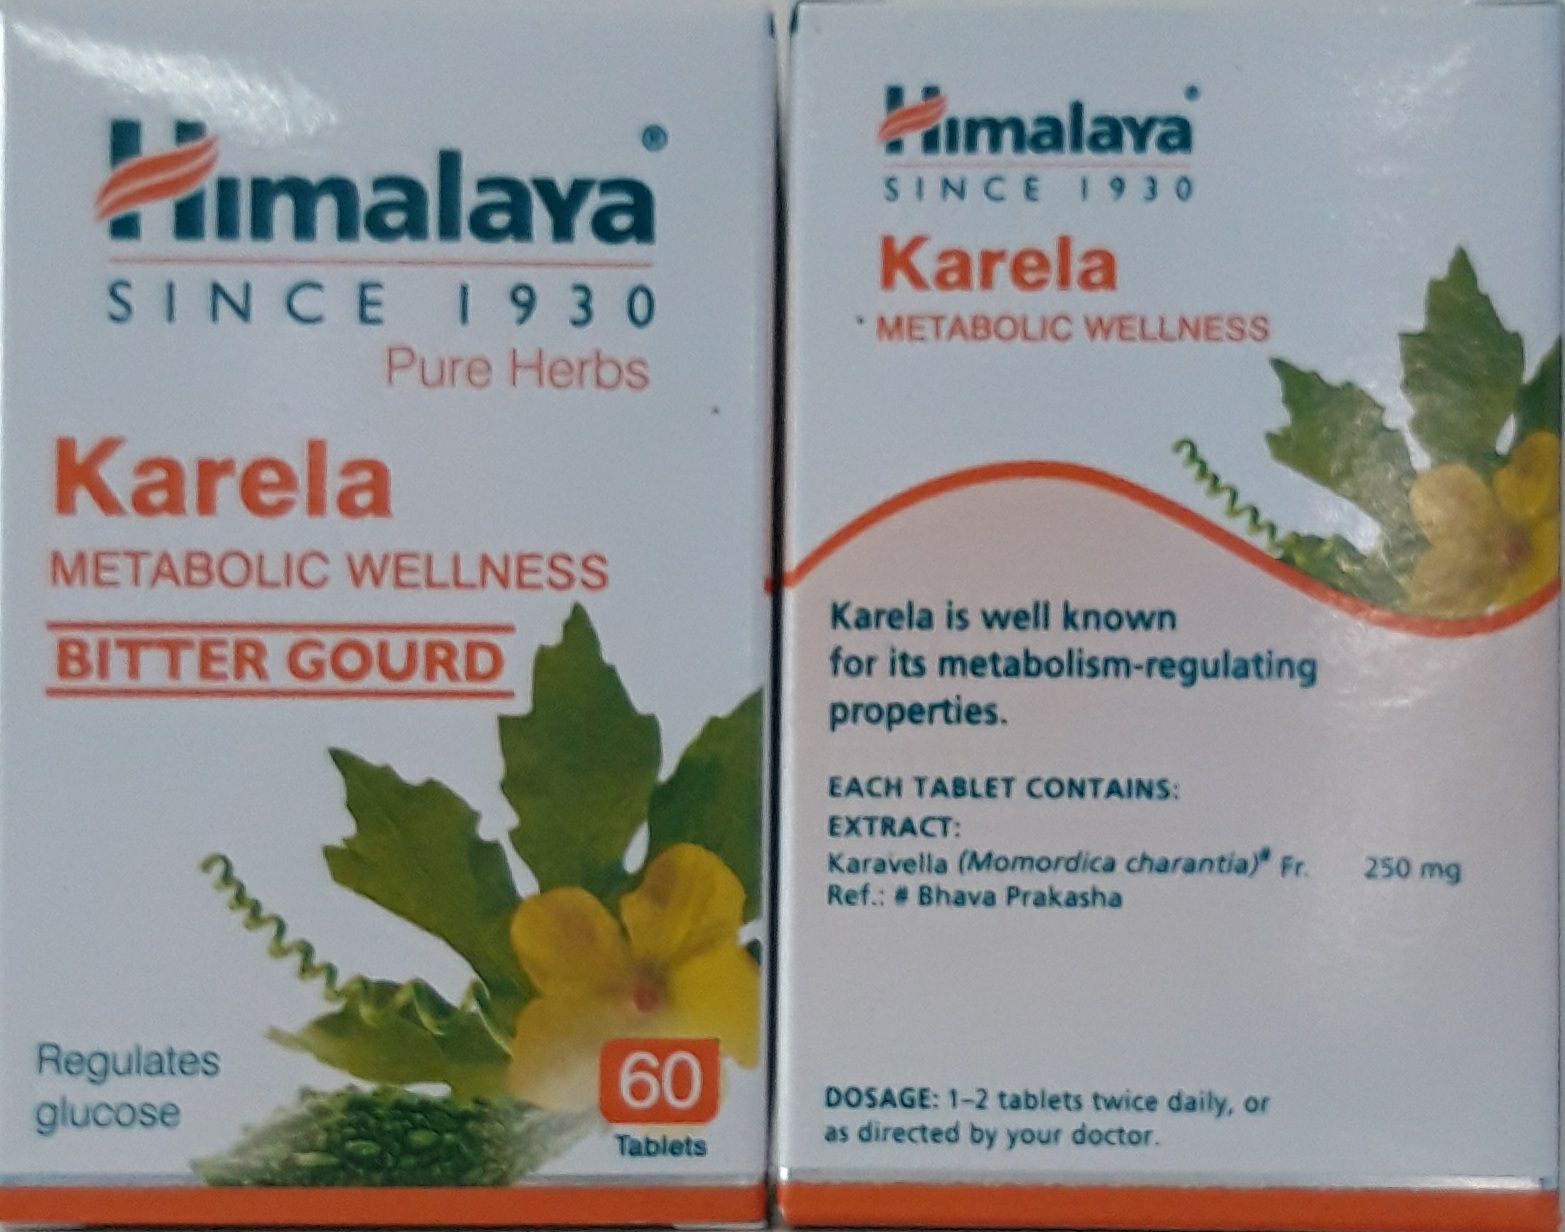 Himalaya®
SINCE 1930
Pure Herbs
Karela
METABOLIC WELLNESS
BITTER GOURD
Regulates
glucose
60
Tablets
Himalaya®
SINCE 1930
Karela
METABOLIC WELLNESS
Karela is well known
for its metabolism-regulating
properties.
EACH TABLET CONTAINS:
EXTRACT:
Karavella (Momordica charantia)# Fr. 250 mg
Ref.: # Bhava Prakasha
DOSAGE: 1–2 tablets twice daily, or
as directed by your doctor.